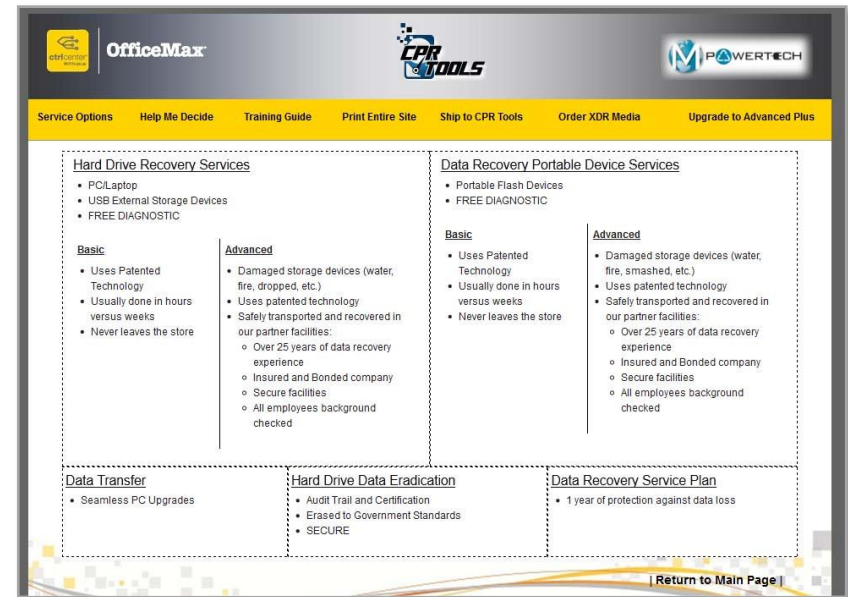 ctrlcenter
OfficeMax
CPR
TOOLS
M POWERTECH
Service Options Help Me Decide Training Guide Print Entire Site Ship to CPR Tools Order XDR Media Upgrade to Advanced Plus
Hard Drive Recovery Services
• PC/Laptop
• USB External Storage Devices
• FREE DIAGNOSTIC
Basic
• Uses Patented
Technology
• Usually done in hours
versus weeks
• Never leaves the store
Advanced
• Damaged storage devices (water,
fire, dropped, etc.)
• Uses patented technology
• Safely transported and recovered in
our partner facilities:
○ Over 25 years of data recovery
experience
○ Insured and Bonded company
○ Secure facilities
○ All employees background
checked
Data Recovery Portable Device Services
• Portable Flash Devices
• FREE DIAGNOSTIC
Basic
• Uses Patented
Technology
• Usually done in hours
versus weeks
• Never leaves the store
Advanced
• Damaged storage devices (water,
fire, smashed, etc.)
• Uses patented technology
• Safely transported and recovered in
our partner facilities:
○ Over 25 years of data recovery
experience
○ Insured and Bonded company
○ Secure facilities
○ All employees background
checked
Data Transfer
• Seamless PC Upgrades
Hard Drive Data Eradication
• Audit Trail and Certification
• Erased to Government Standards
• SECURE
Data Recovery Service Plan
• 1 year of protection against data loss
| Return to Main Page |